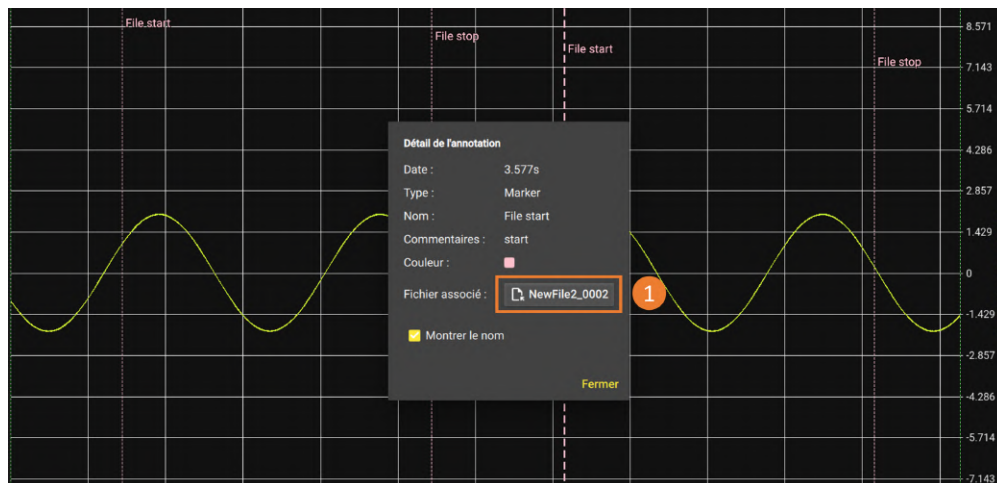 File start
File stop
File start
File stop
8.571
7.143
5.714
4.286
2.857
1.429
0
-1.429
-2.857
-4.286
-5.714
-7.143
Détail de l'annotation
Date : 3.577s
Type : Marker
Nom : File start
Commentaires : start
Couleur :
Fichier associé : NewFile2_0002
1
Montrer le nom
Fermer